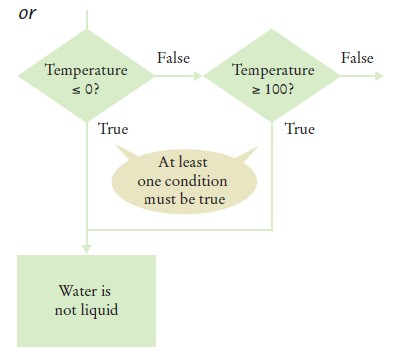 or
False
False
Temperature
≤ 0?
Temperature
≥ 100?
True
True
At least
one condition
must be true
Water is
not liquid